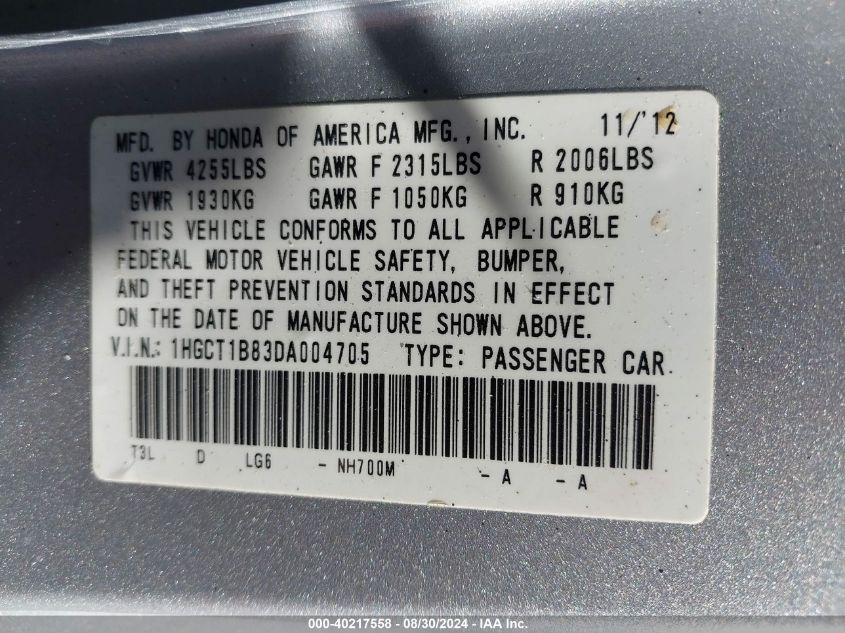 MFD. BY HONDA OF AMERICA MFG., INC. 11/'12
GVWR 4255LBS GAWR F 2315LBS R 2006LBS
GVWR 1930KG GAWR F 1050KG R 910KG
THIS VEHICLE CONFORMS TO ALL APPLICABLE
FEDERAL MOTOR VEHICLE SAFETY, BUMPER,
AND THEFT PREVENTION STANDARDS IN EFFECT
ON THE DATE OF MANUFACTURE SHOWN ABOVE.
V.I.N.: 1HGCT1B83DA004705 TYPE: PASSENGER CAR
T3L D LG6 - NH700M - A - A
000-40217558 - 08/30/2024 - IAA Inc.